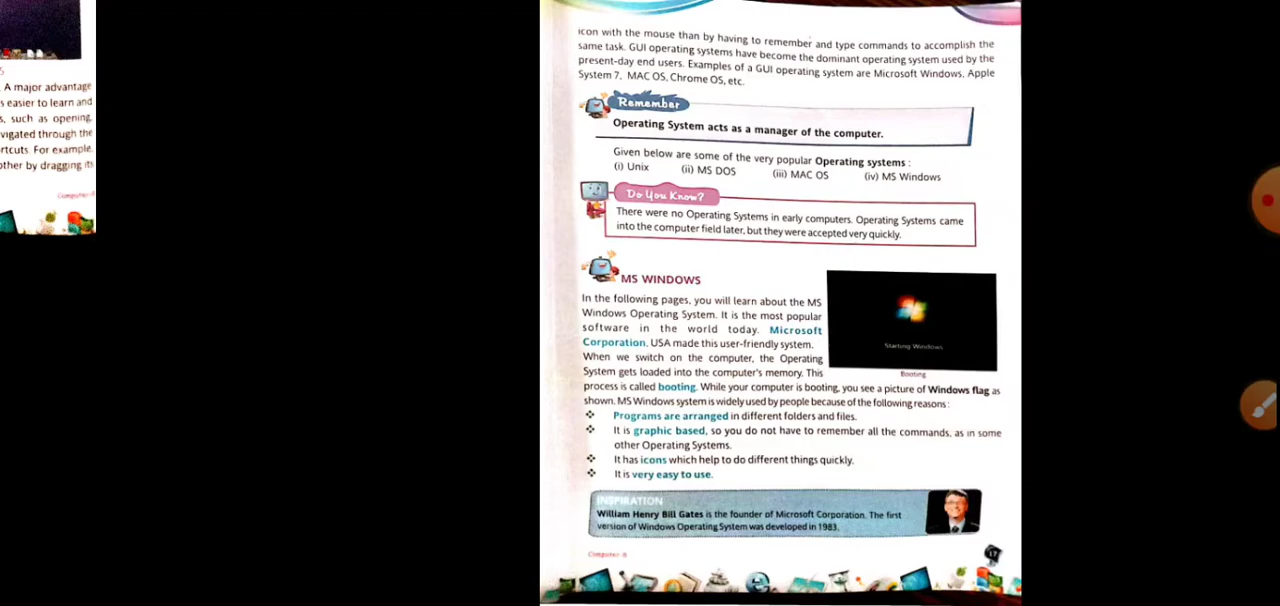 S
. A major advantage
s easier to learn and
s, such as opening,
vigated through the
rtcuts. For example,
other by dragging its
icon with the mouse than by having to remember and type commands to accomplish the
same task. GUI operating systems have become the dominant operating system used by the
present-day end users. Examples of a GUI operating system are Microsoft Windows, Apple
System 7, MAC OS, Chrome OS, etc.
Remember
Operating System acts as a manager of the computer.
Given below are some of the very popular Operating systems :
(i) Unix (ii) MS DOS (iii) MAC OS (iv) MS Windows
Do You Know?
There were no Operating Systems in early computers. Operating Systems came
into the computer field later, but they were accepted very quickly.
MS WINDOWS
In the following pages, you will learn about the MS
Windows Operating System. It is the most popular
software in the world today. Microsoft
Corporation, USA made this user-friendly system.
When we switch on the computer, the Operating
System gets loaded into the computer's memory. This
process is called booting. While your computer is booting, you see a picture of Windows flag as
shown. MS Windows system is widely used by people because of the following reasons :
Starting Windows
Booting
❖ Programs are arranged in different folders and files.
❖ It is graphic based, so you do not have to remember all the commands, as in some
other Operating Systems.
❖ It has icons which help to do different things quickly.
❖ It is very easy to use.
INSPIRATION
William Henry Bill Gates is the founder of Microsoft Corporation. The first
version of Windows Operating System was developed in 1983.
17